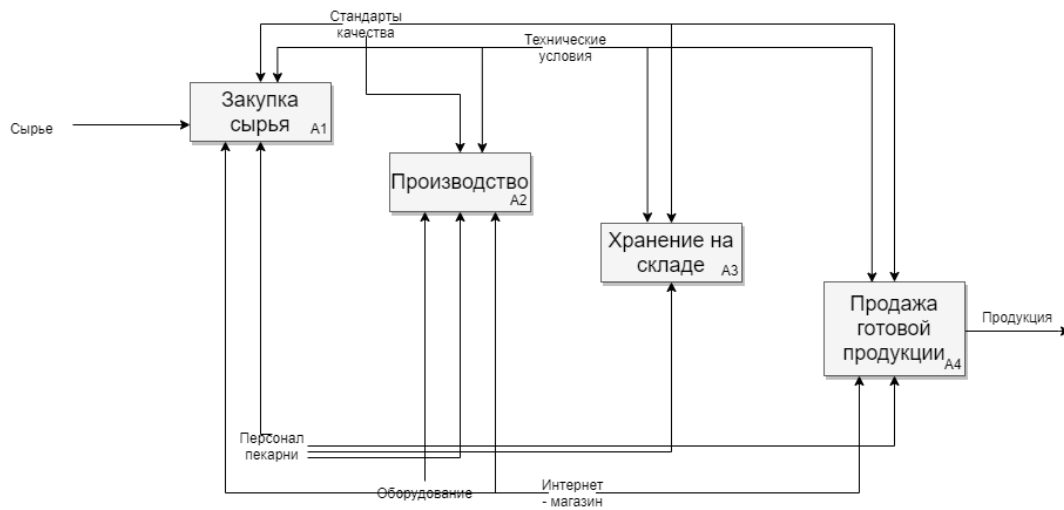 Стандарты
качества
Технические
условия
Закупка
сырья
A1
Сырье
Производство
A2
Хранение на
складе
A3
Продажа
готовой
продукции
A4
Продукция
Персонал
пекарни
Оборудование
Интернет
- магазин